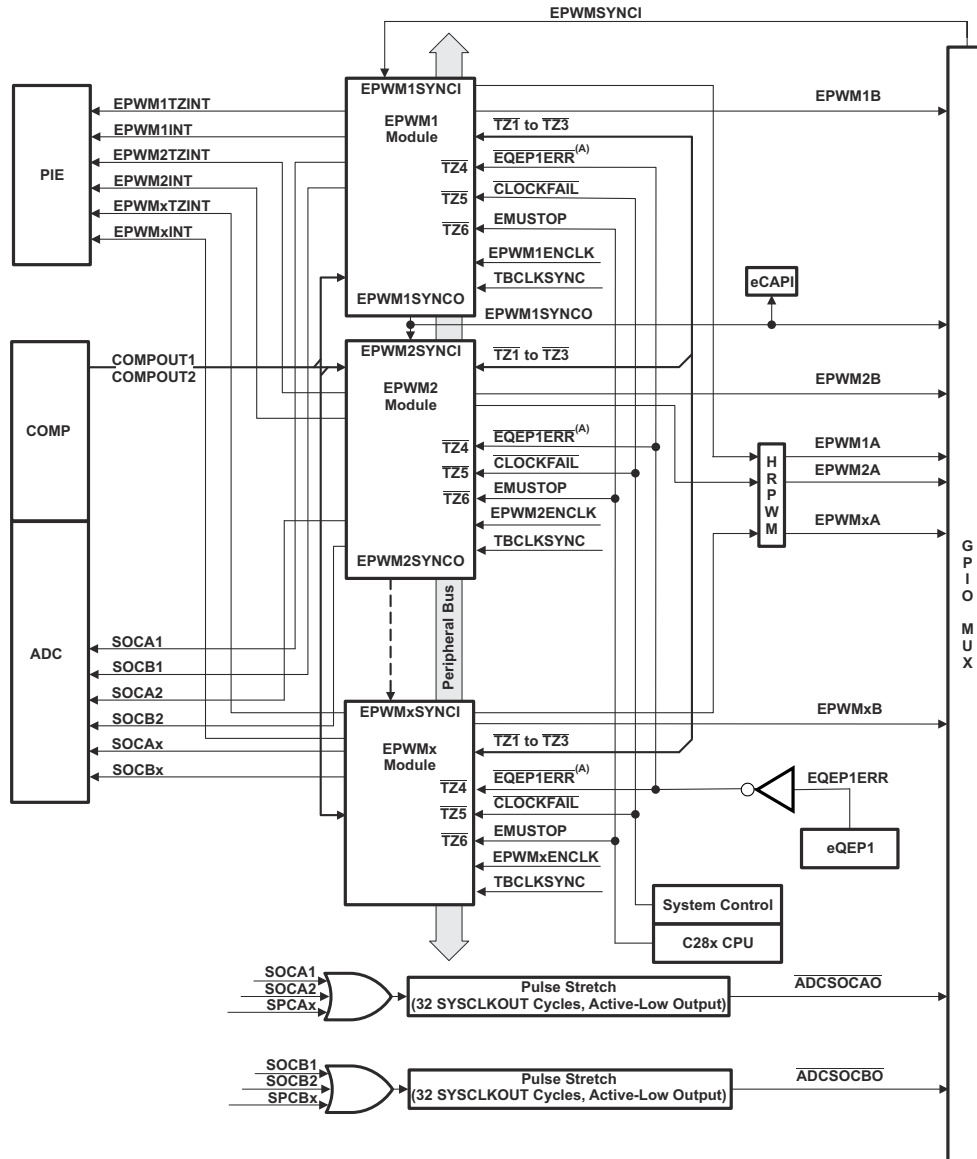 EPWMSYNCI
EPWM1SYNCI
EPWM1
Module
EPWM1TZINT
EPWM1INT
EPWM2TZINT
EPWM2INT
EPWMxTZINT
EPWMxINT
PIE
EPWM1B
TZ1 to TZ3
TZ4
EQEP1ERR(A)
TZ5
CLOCKFAIL
TZ6
EMUSTOP
EPWM1ENCLK
TBCLKSYNC
EPWM1SYNCO
eCAPI
EPWM1SYNCO
COMPOUT1
COMPOUT2
COMP
EPWM2SYNCI
EPWM2
Module
TZ1 to TZ3
EPWM2B
TZ4
EQEP1ERR(A)
TZ5
CLOCKFAIL
TZ6
EMUSTOP
EPWM2ENCLK
TBCLKSYNC
EPWM2SYNCO
HRPWM
EPWM1A
EPWM2A
EPWMxA
GPIO MUX
Peripheral Bus
ADC
SOCA1
SOCB1
SOCA2
SOCB2
SOCAx
SOCBx
EPWMxSYNCI
EPWMx
Module
EPWMxB
TZ1 to TZ3
TZ4
EQEP1ERR(A)
TZ5
CLOCKFAIL
TZ6
EMUSTOP
EPWMxENCLK
TBCLKSYNC
EQEP1ERR
eQEP1
System Control
C28x CPU
SOCA1
SOCA2
SPCAx
Pulse Stretch
(32 SYSCLKOUT Cycles, Active-Low Output)
ADCSOCAO
SOCB1
SOCB2
SPCBx
Pulse Stretch
(32 SYSCLKOUT Cycles, Active-Low Output)
ADCSOCBO